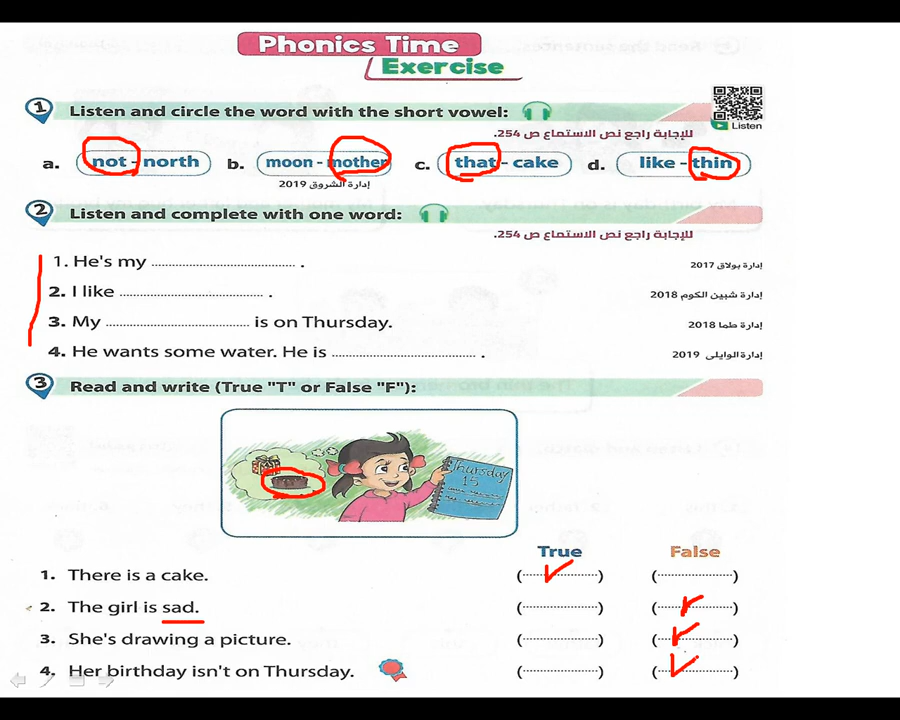 Phonics Time
Exercise
1 Listen and circle the word with the short vowel:
Listen
للإجابة راجع نص الاستماع ص 254.
a. not - north b. moon - mother c. that - cake d. like - thin
إدارة الشروق 2019
2 Listen and complete with one word:
للإجابة راجع نص الاستماع ص 254.
1. He's my .................................... . إدارة بولاق 2017
2. I like .................................... . إدارة شبين الكوم 2018
3. My .................................... is on Thursday. إدارة طما 2018
4. He wants some water. He is .................................... . إدارة الوايلى 2019
3 Read and write (True "T" or False "F"):
Thursday
15
True False
1. There is a cake. (....................) (....................)
2. The girl is sad. (....................) (....................)
3. She's drawing a picture. (....................) (....................)
4. Her birthday isn't on Thursday. (....................) (....................)